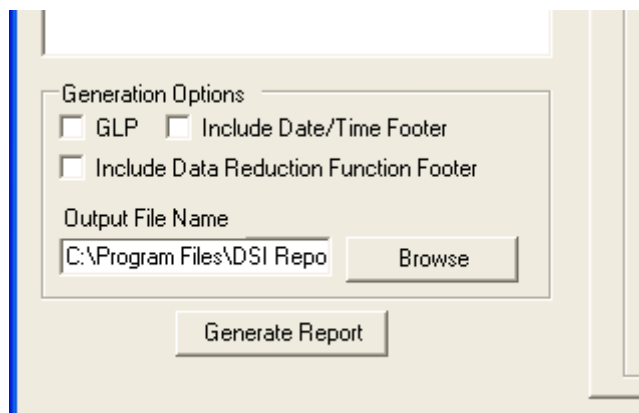 Generation Options
GLP Include Date/Time Footer
Include Data Reduction Function Footer
Output File Name
C:\Program Files\DSI Repo Browse
Generate Report